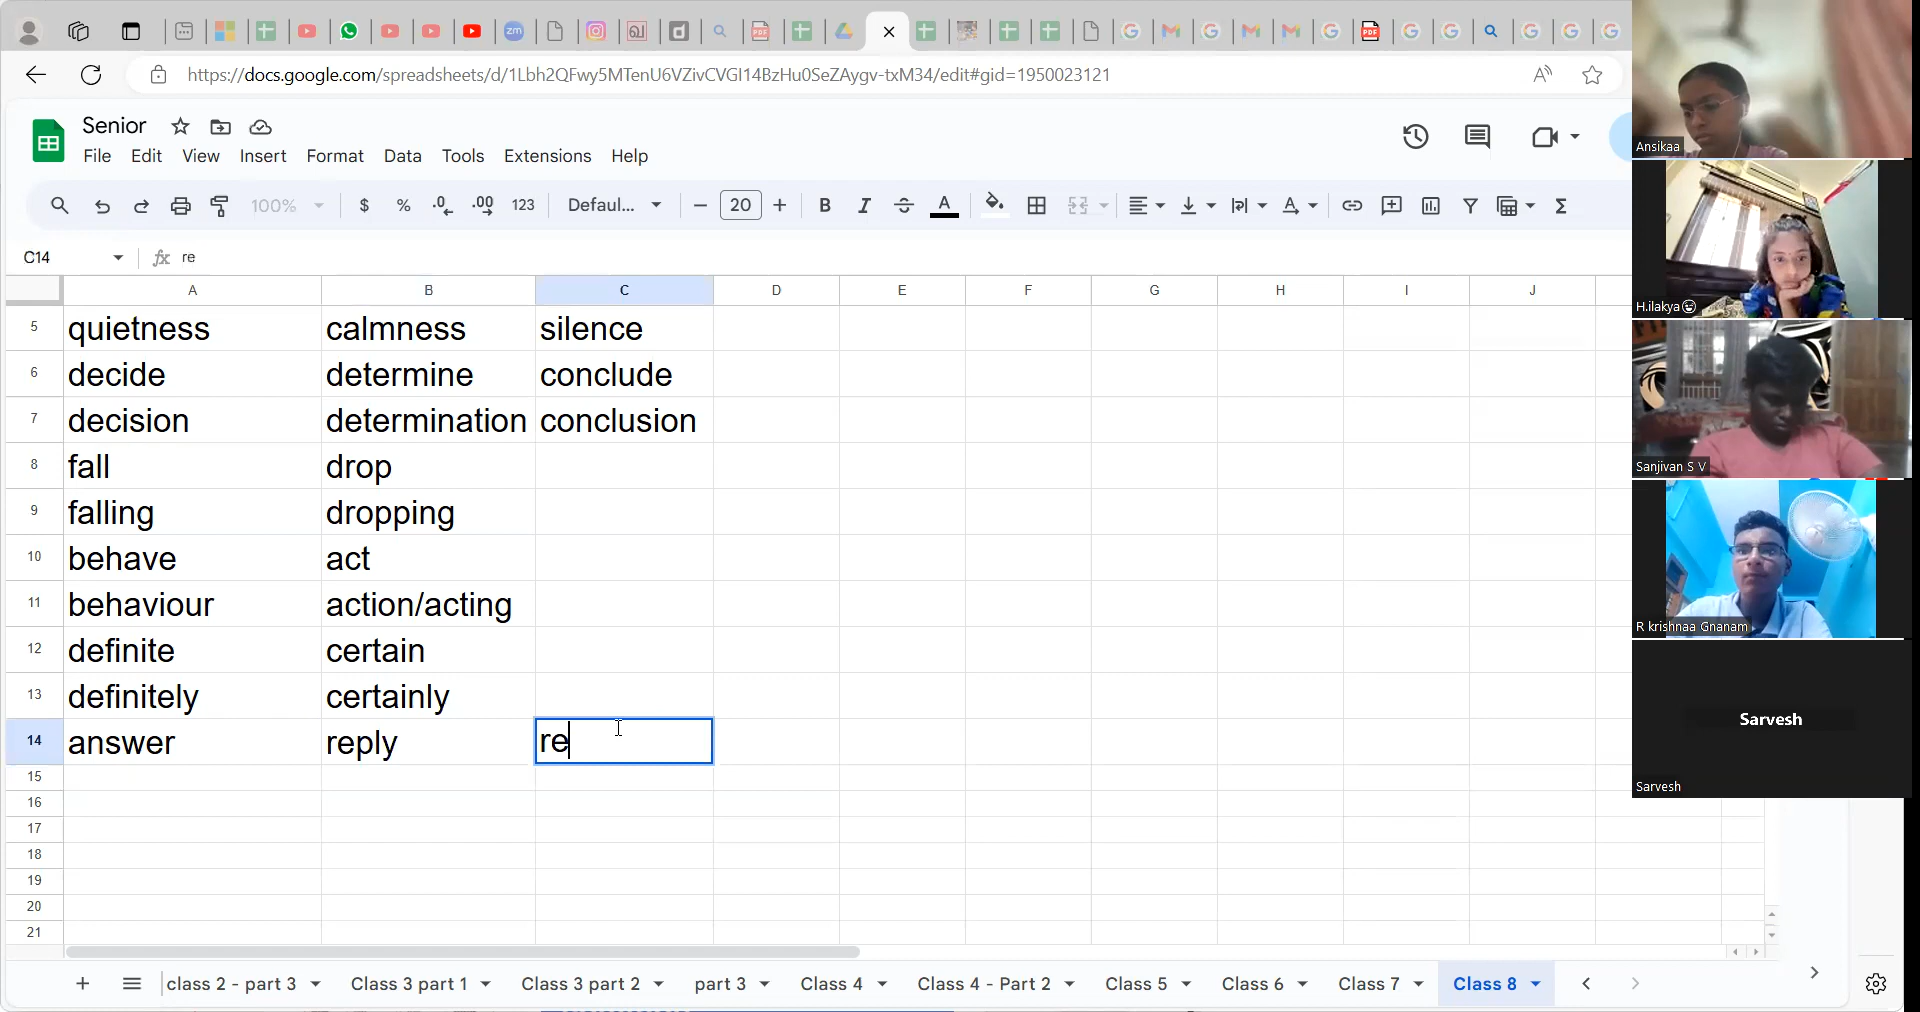 https://docs.google.com/spreadsheets/d/1Lbh2QFwy5MTenU6VZivCVGI14BzHu0SeZAygv-txM34/edit#gid=1950023121
Senior
File Edit View Insert Format Data Tools Extensions Help
100% $ % .0 .00 123 Defaul... 20 B I A Σ
C14 fx re
A B C D E F G H I J
5 quietness calmness silence
6 decide determine conclude
7 decision determination conclusion
8 fall drop
9 falling dropping
10 behave act
11 behaviour action/acting
12 definite certain
13 definitely certainly
14 answer reply re
15
16
17
18
19
20
21
class 2 - part 3 Class 3 part 1 Class 3 part 2 part 3 Class 4 Class 4 - Part 2 Class 5 Class 6 Class 7 Class 8
Ansikaa
H.ilakya
Sanjivan S V
R krishnaa Gnanam
Sarvesh
Sarvesh